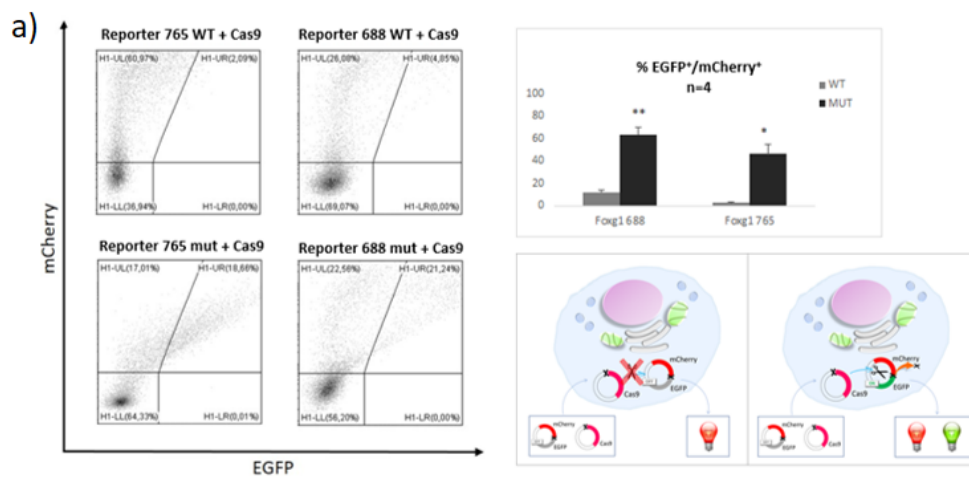 a)
Reporter 765 WT + Cas9
H1-UL(60,97%)
H1-UR(2,09%)
H1-LL(36,94%)
H1-LR(0,00%)
Reporter 688 WT + Cas9
H1-UL(26,08%)
H1-UR(4,85%)
H1-LL(69,07%)
H1-LR(0,00%)
Reporter 765 mut + Cas9
H1-UL(17,01%)
H1-UR(18,66%)
H1-LL(64,33%)
H1-LR(0,01%)
Reporter 688 mut + Cas9
H1-UL(22,56%)
H1-UR(21,24%)
H1-LL(56,20%)
H1-LR(0,00%)
mCherry
EGFP
% EGFP⁺/mCherry⁺
n=4
WT
MUT
100
80
60
40
20
0
**
*
Foxg1 688
Foxg1 765
mCherry
EGFP
Cas9
mCherry
EGFP
Cas9
mCherry
EGFP
Cas9
mCherry
EGFP
Cas9